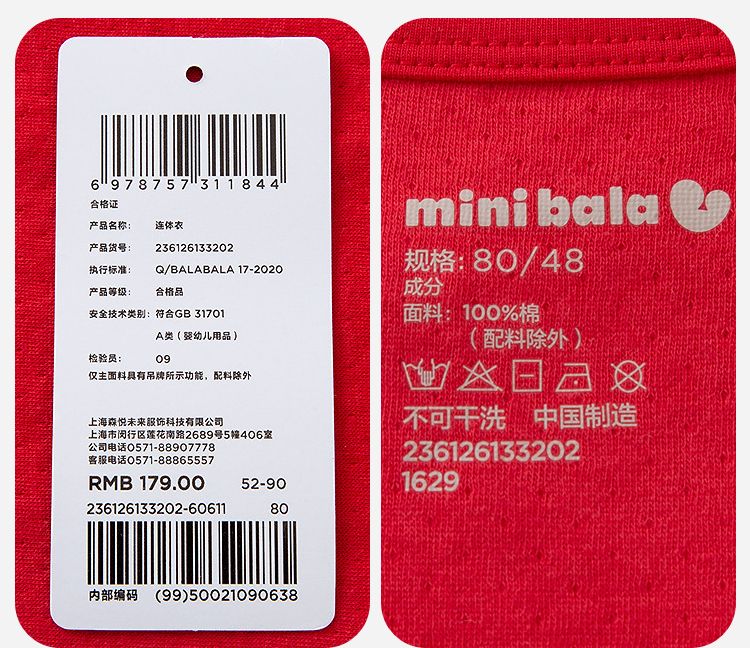 6 978757 311844
合格证
产品名称： 连体衣
产品货号： 236126133202
执行标准： Q/BALABALA 17-2020
产品等级： 合格品
安全技术类别：符合GB 31701
A类（婴幼儿用品）
检验员： 09
仅主面料具有吊牌所示功能，配料除外
上海森悦未来服饰科技有限公司
上海市闵行区莲花南路2689号5幢406室
公司电话0571-88907778
客服电话0571-88865557
RMB 179.00 52-90
236126133202-60611 80
内部编码 (99)50021090638
mini bala
规格: 80/48
成分
面料: 100%棉
（配料除外）
不可干洗 中国制造
236126133202
1629